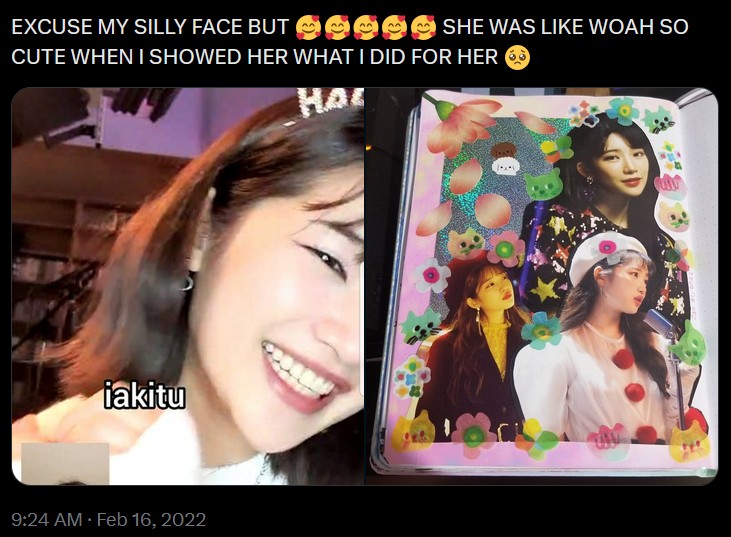 EXCUSE MY SILLY FACE BUT 🥰🥰🥰🥰🥰 SHE WAS LIKE WOAH SO
CUTE WHEN I SHOWED HER WHAT I DID FOR HER 🥺
iakitu
9:24 AM · Feb 16, 2022